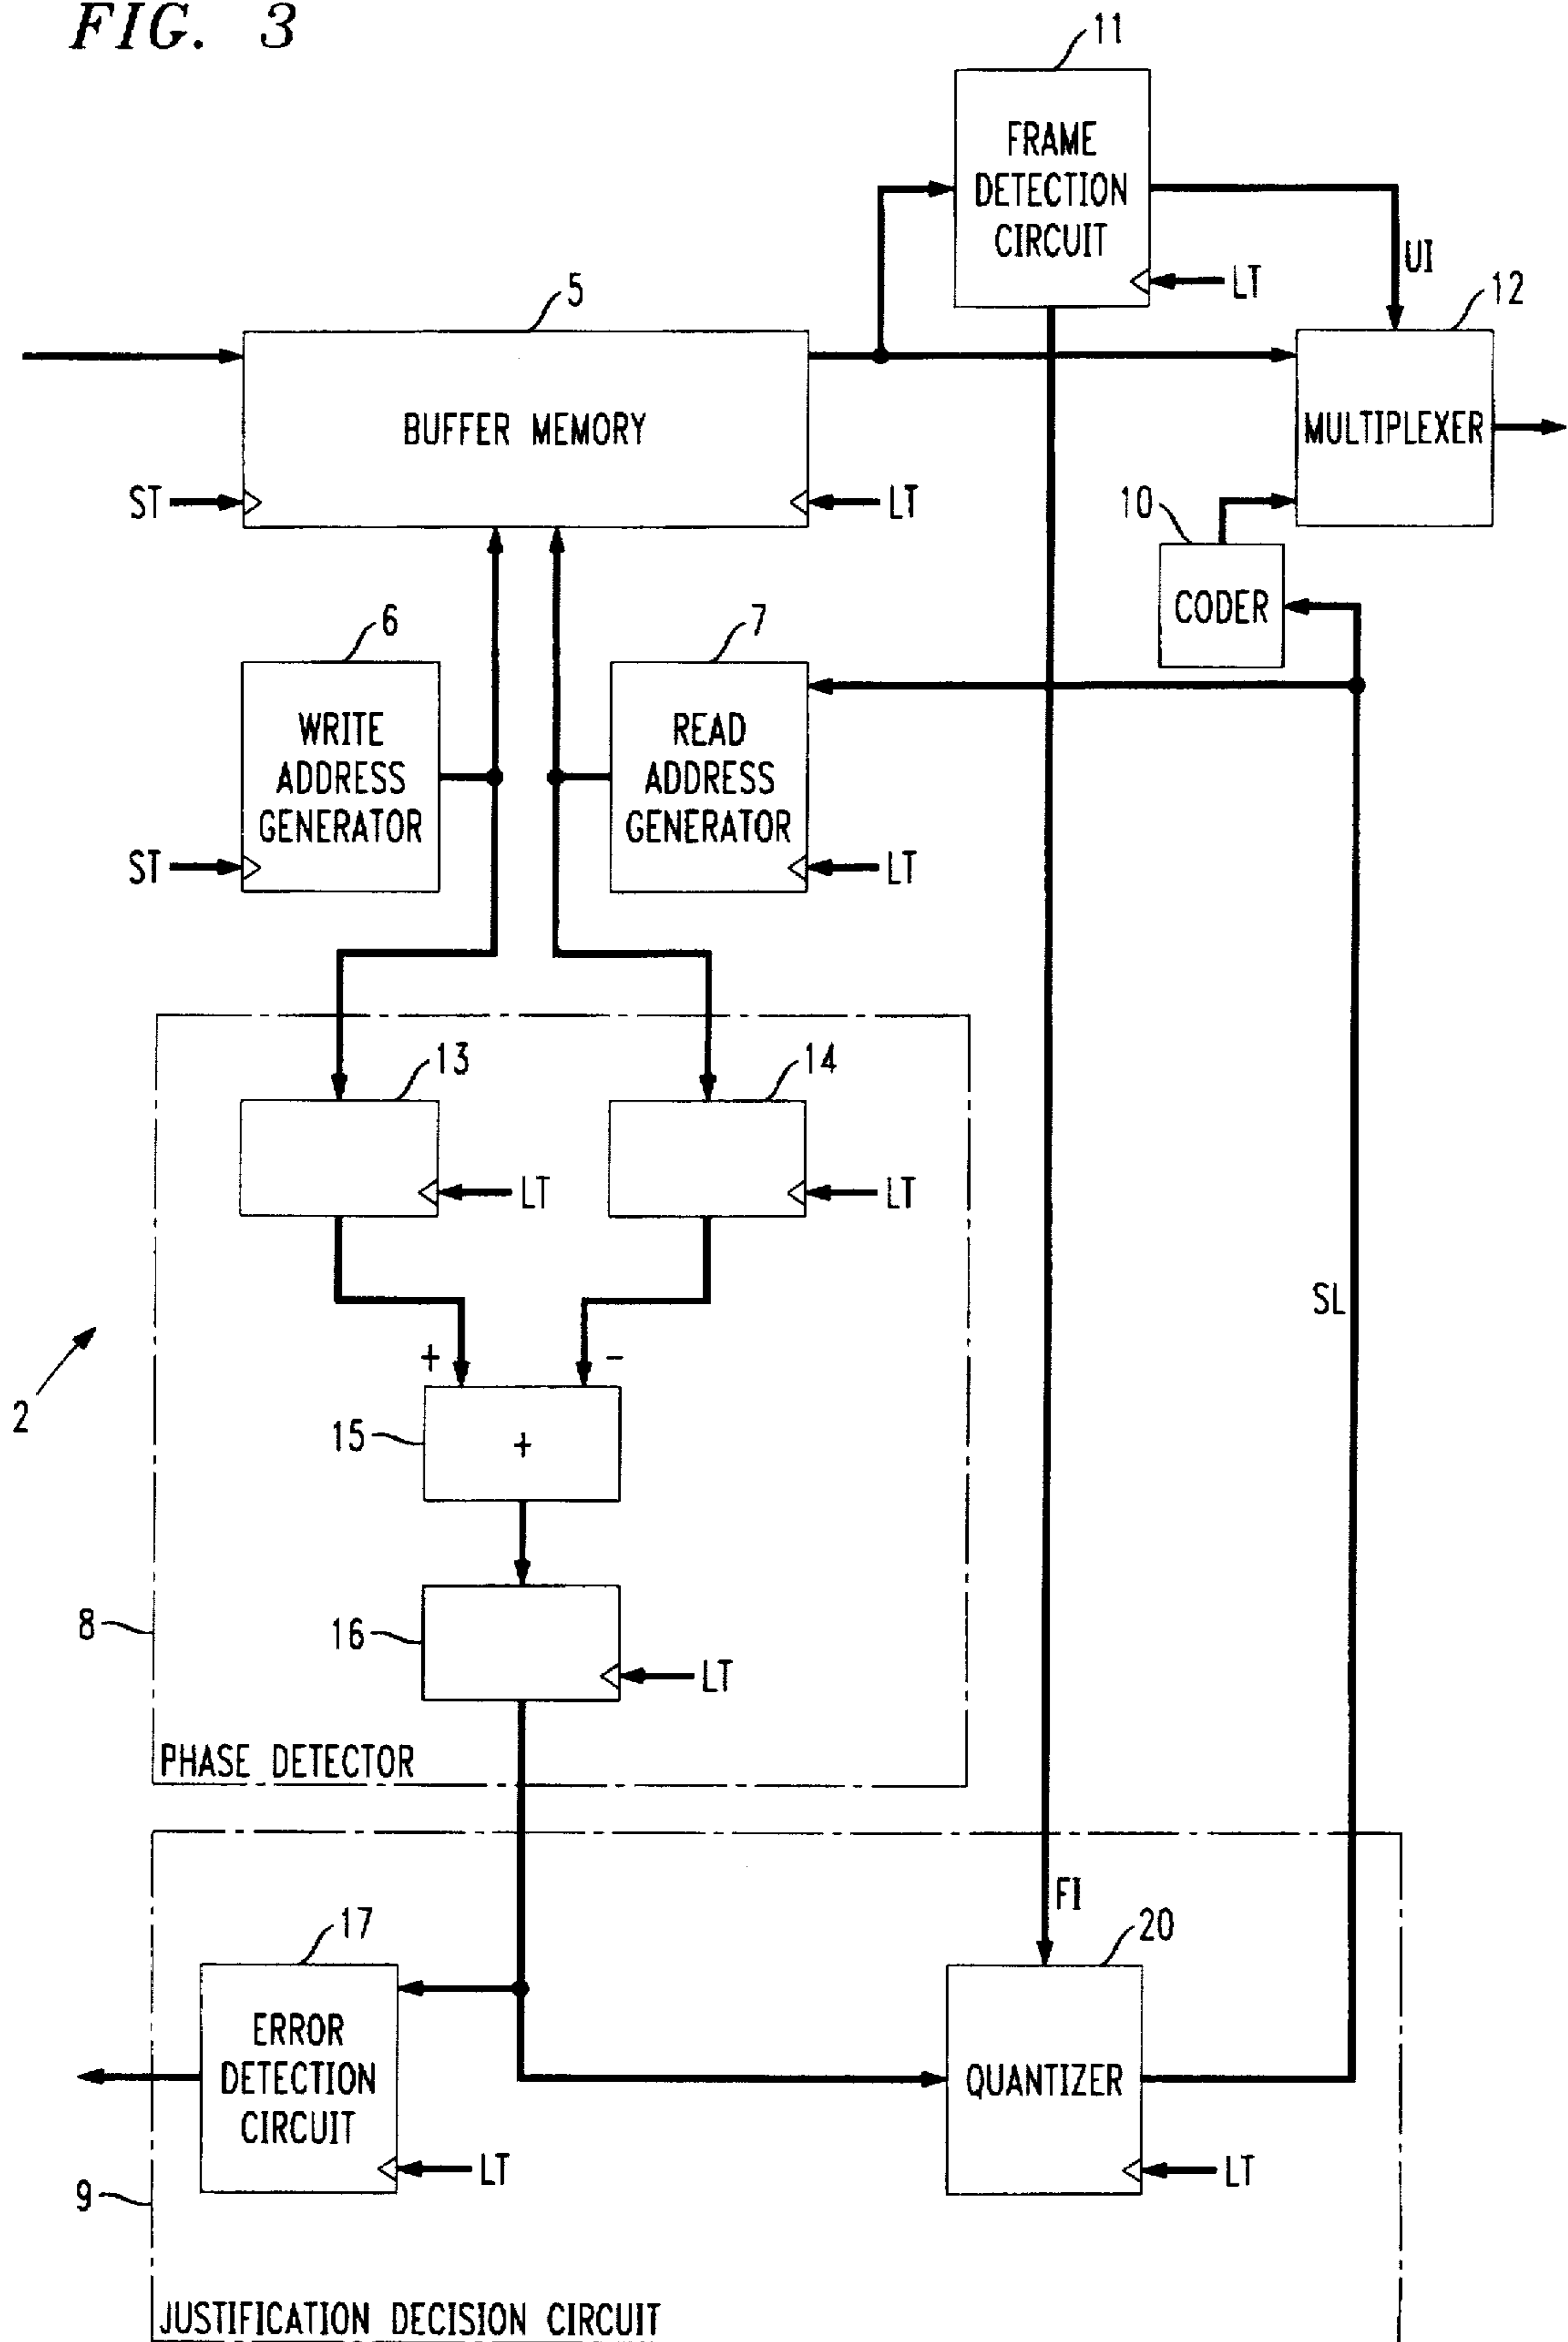 FIG. 3
11
FRAME
DETECTION
CIRCUIT
LT
UI
5
12
BUFFER MEMORY
MULTIPLEXER
ST
LT
10
CODER
6
7
WRITE
ADDRESS
GENERATOR
READ
ADDRESS
GENERATOR
ST
LT
13
14
LT
LT
SL
+
-
2
15
+
8
16
LT
PHASE DETECTOR
FI
17
20
ERROR
DETECTION
CIRCUIT
QUANTIZER
LT
LT
9
JUSTIFICATION DECISION CIRCUIT